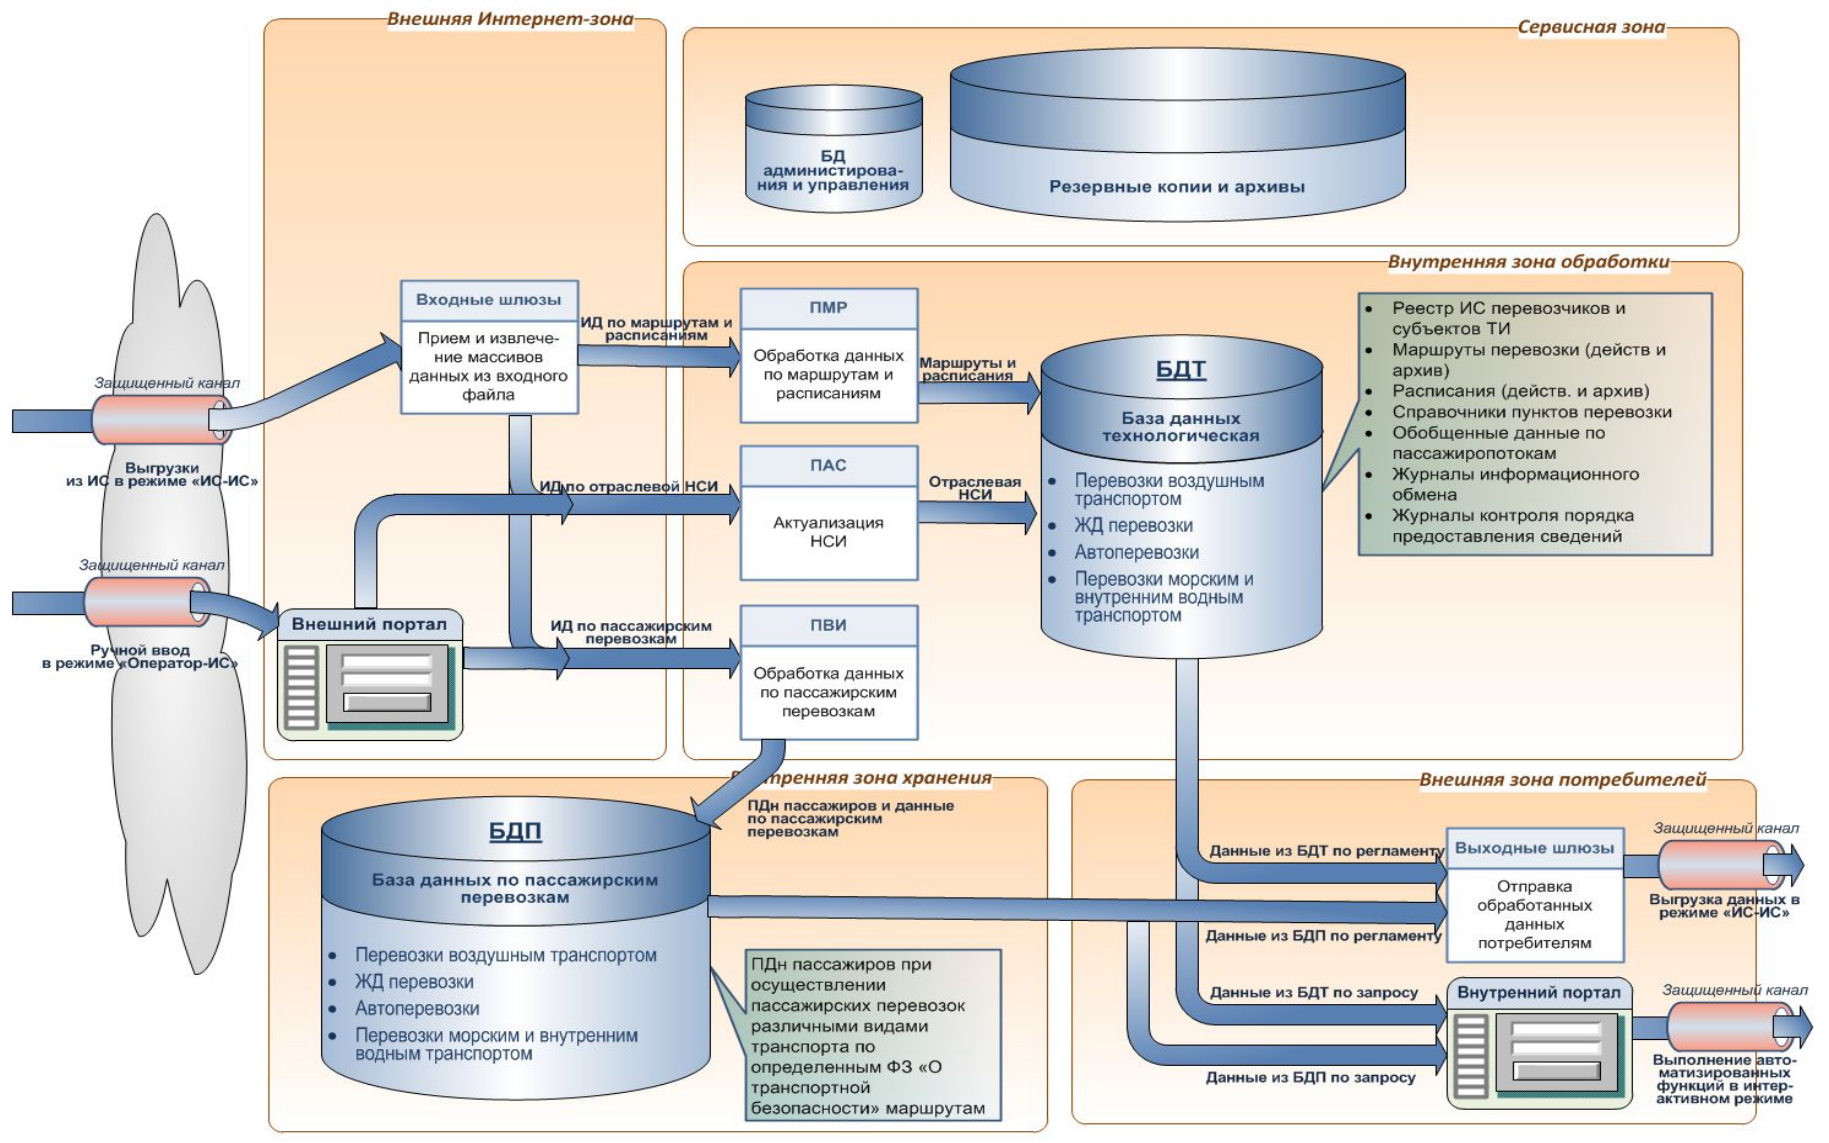 Внешняя Интернет-зона
Сервисная зона
БД
администирова-
ния и управления
Резервные копии и архивы
Внутренняя зона обработки
Защищенный канал
Выгрузки
из ИС в режиме «ИС-ИС»
Защищенный канал
Ручной ввод
в режиме «Оператор-ИС»
Входные шлюзы
Прием и извлече-
ние массивов
данных из входного
файла
Внешний портал
ИД по маршрутам и
расписаниям
ИД по отраслевой НСИ
ИД по пассажирским
перевозкам
ПМР
Обработка данных
по маршрутам и
расписаниям
ПАС
Актуализация
НСИ
ПВИ
Обработка данных
по пассажирским
перевозкам
Маршруты и
расписания
Отраслевая
НСИ
БДТ
База данных
технологическая
• Перевозки воздушным
транспортом
• ЖД перевозки
• Автоперевозки
• Перевозки морским и
внутренним водным
транспортом
• Реестр ИС перевозчиков и
субъектов ТИ
• Маршруты перевозки (действ и
архив)
• Расписания (действ. и архив)
• Справочники пунктов перевозки
• Обобщенные данные по
пассажиропотокам
• Журналы информационного
обмена
• Журналы контроля порядка
предоставления сведений
зона хранения
ПДн пассажиров и данные
по пассажирским
перевозкам
БДП
База данных по пассажирским
перевозкам
• Перевозки воздушным транспортом
• ЖД перевозки
• Автоперевозки
• Перевозки морским и внутренним
водным транспортом
ПДн пассажиров при
осуществлении
пассажирских перевозок
различными видами
транспорта по
определенным ФЗ «О
транспортной
безопасности» маршрутам
Внешняя зона потребителей
Данные из БДТ по регламенту
Данные из БДП по регламенту
Данные из БДТ по запросу
Данные из БДП по запросу
Выходные шлюзы
Отправка
обработанных
данных
потребителям
Внутренний портал
Защищенный канал
Выгрузка данных в
режиме «ИС-ИС»
Защищенный канал
Выполнение авто-
матизированных
функций в интер-
активном режиме